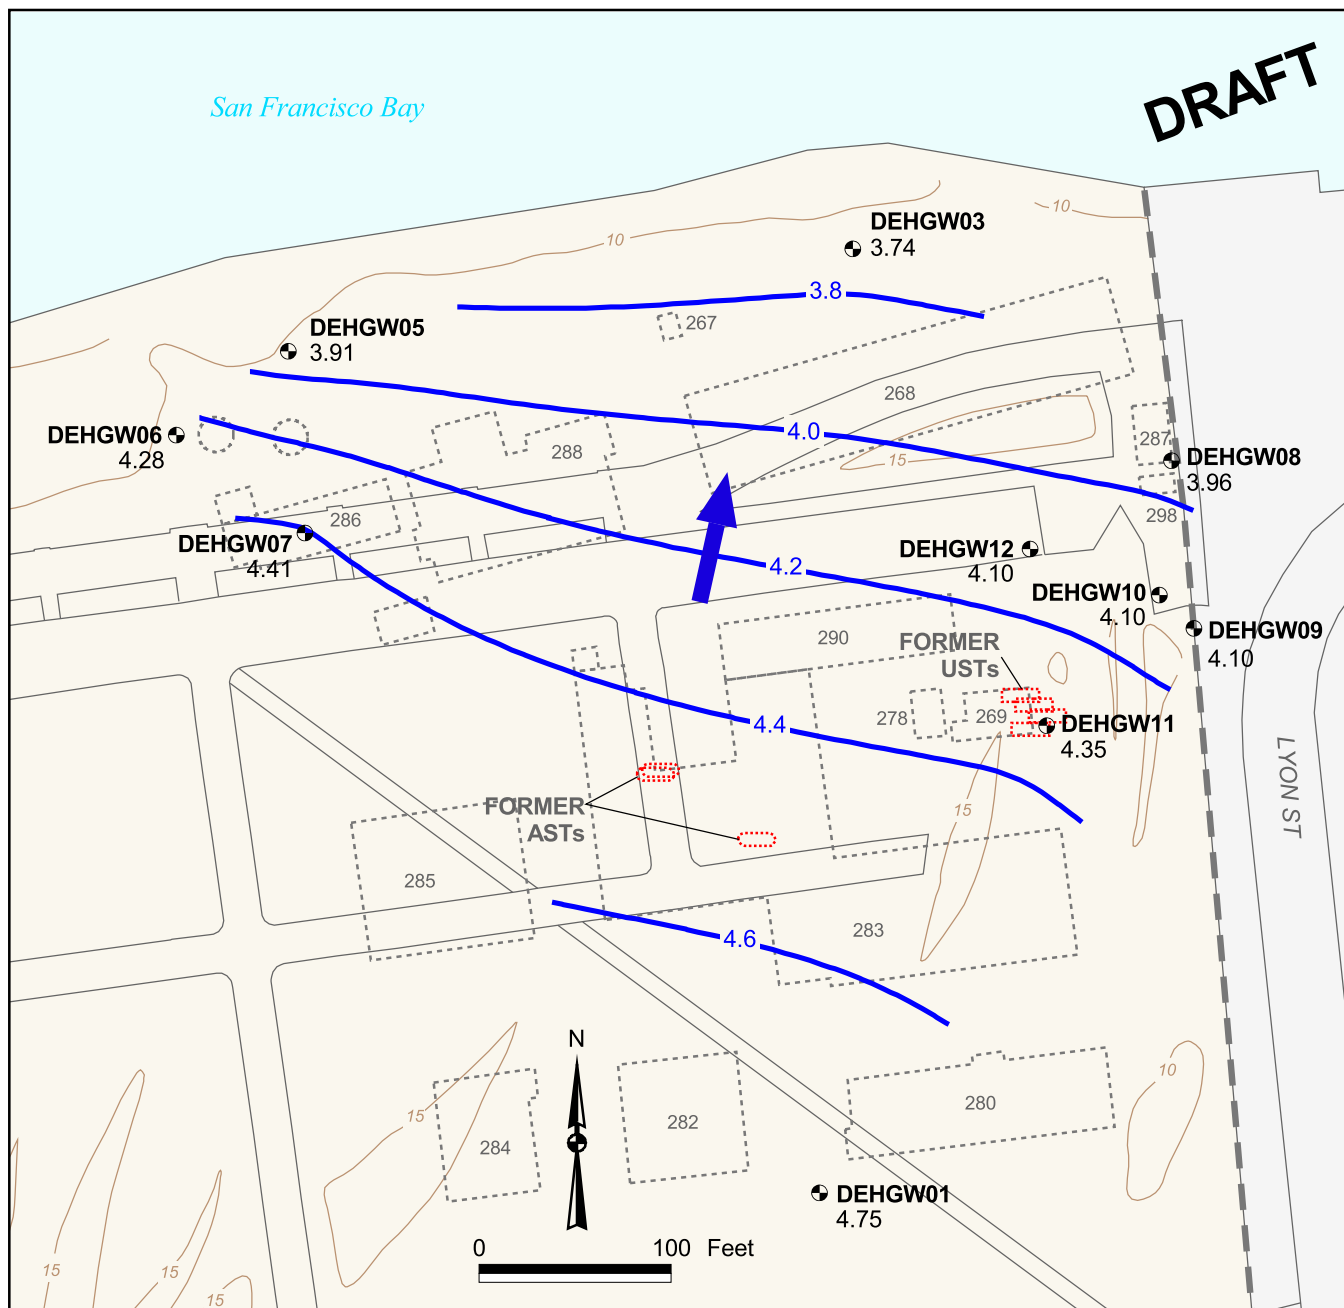 DRAFT
San Francisco Bay
10
10
DEHGW03
3.74
3.8
267
DEHGW05
3.91
268
4.0
15
DEHGW06
4.28
288
287
DEHGW08
3.96
298
286
DEHGW07
4.41
4.2
DEHGW12
4.10
DEHGW10
4.10
DEHGW09
4.10
290
FORMER
USTs
278
269
DEHGW11
4.35
4.4
LYON ST
FORMER
ASTs
15
285
283
4.6
N
15
284
282
280
10
DEHGW01
4.75
0
100 Feet
15
15
15